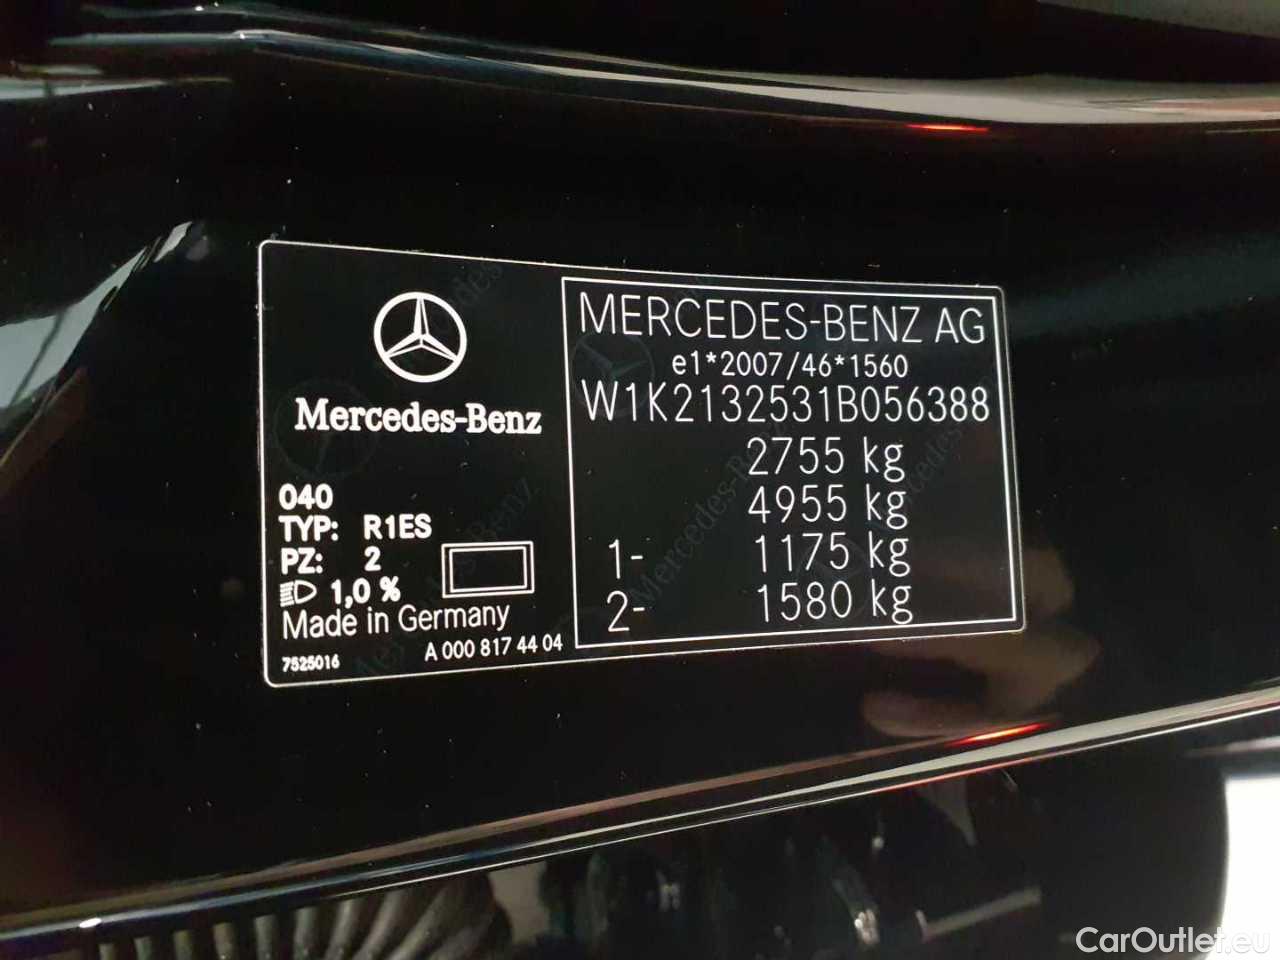 Mercedes-Benz
040
TYP: R1ES
PZ: 2
1,0 %
Made in Germany
7525016
A 000 817 44 04
MERCEDES-BENZ AG
e1*2007/46*1560
W1K2132531B056388
2755 kg
4955 kg
1- 1175 kg
2- 1580 kg
CarOutlet.eu